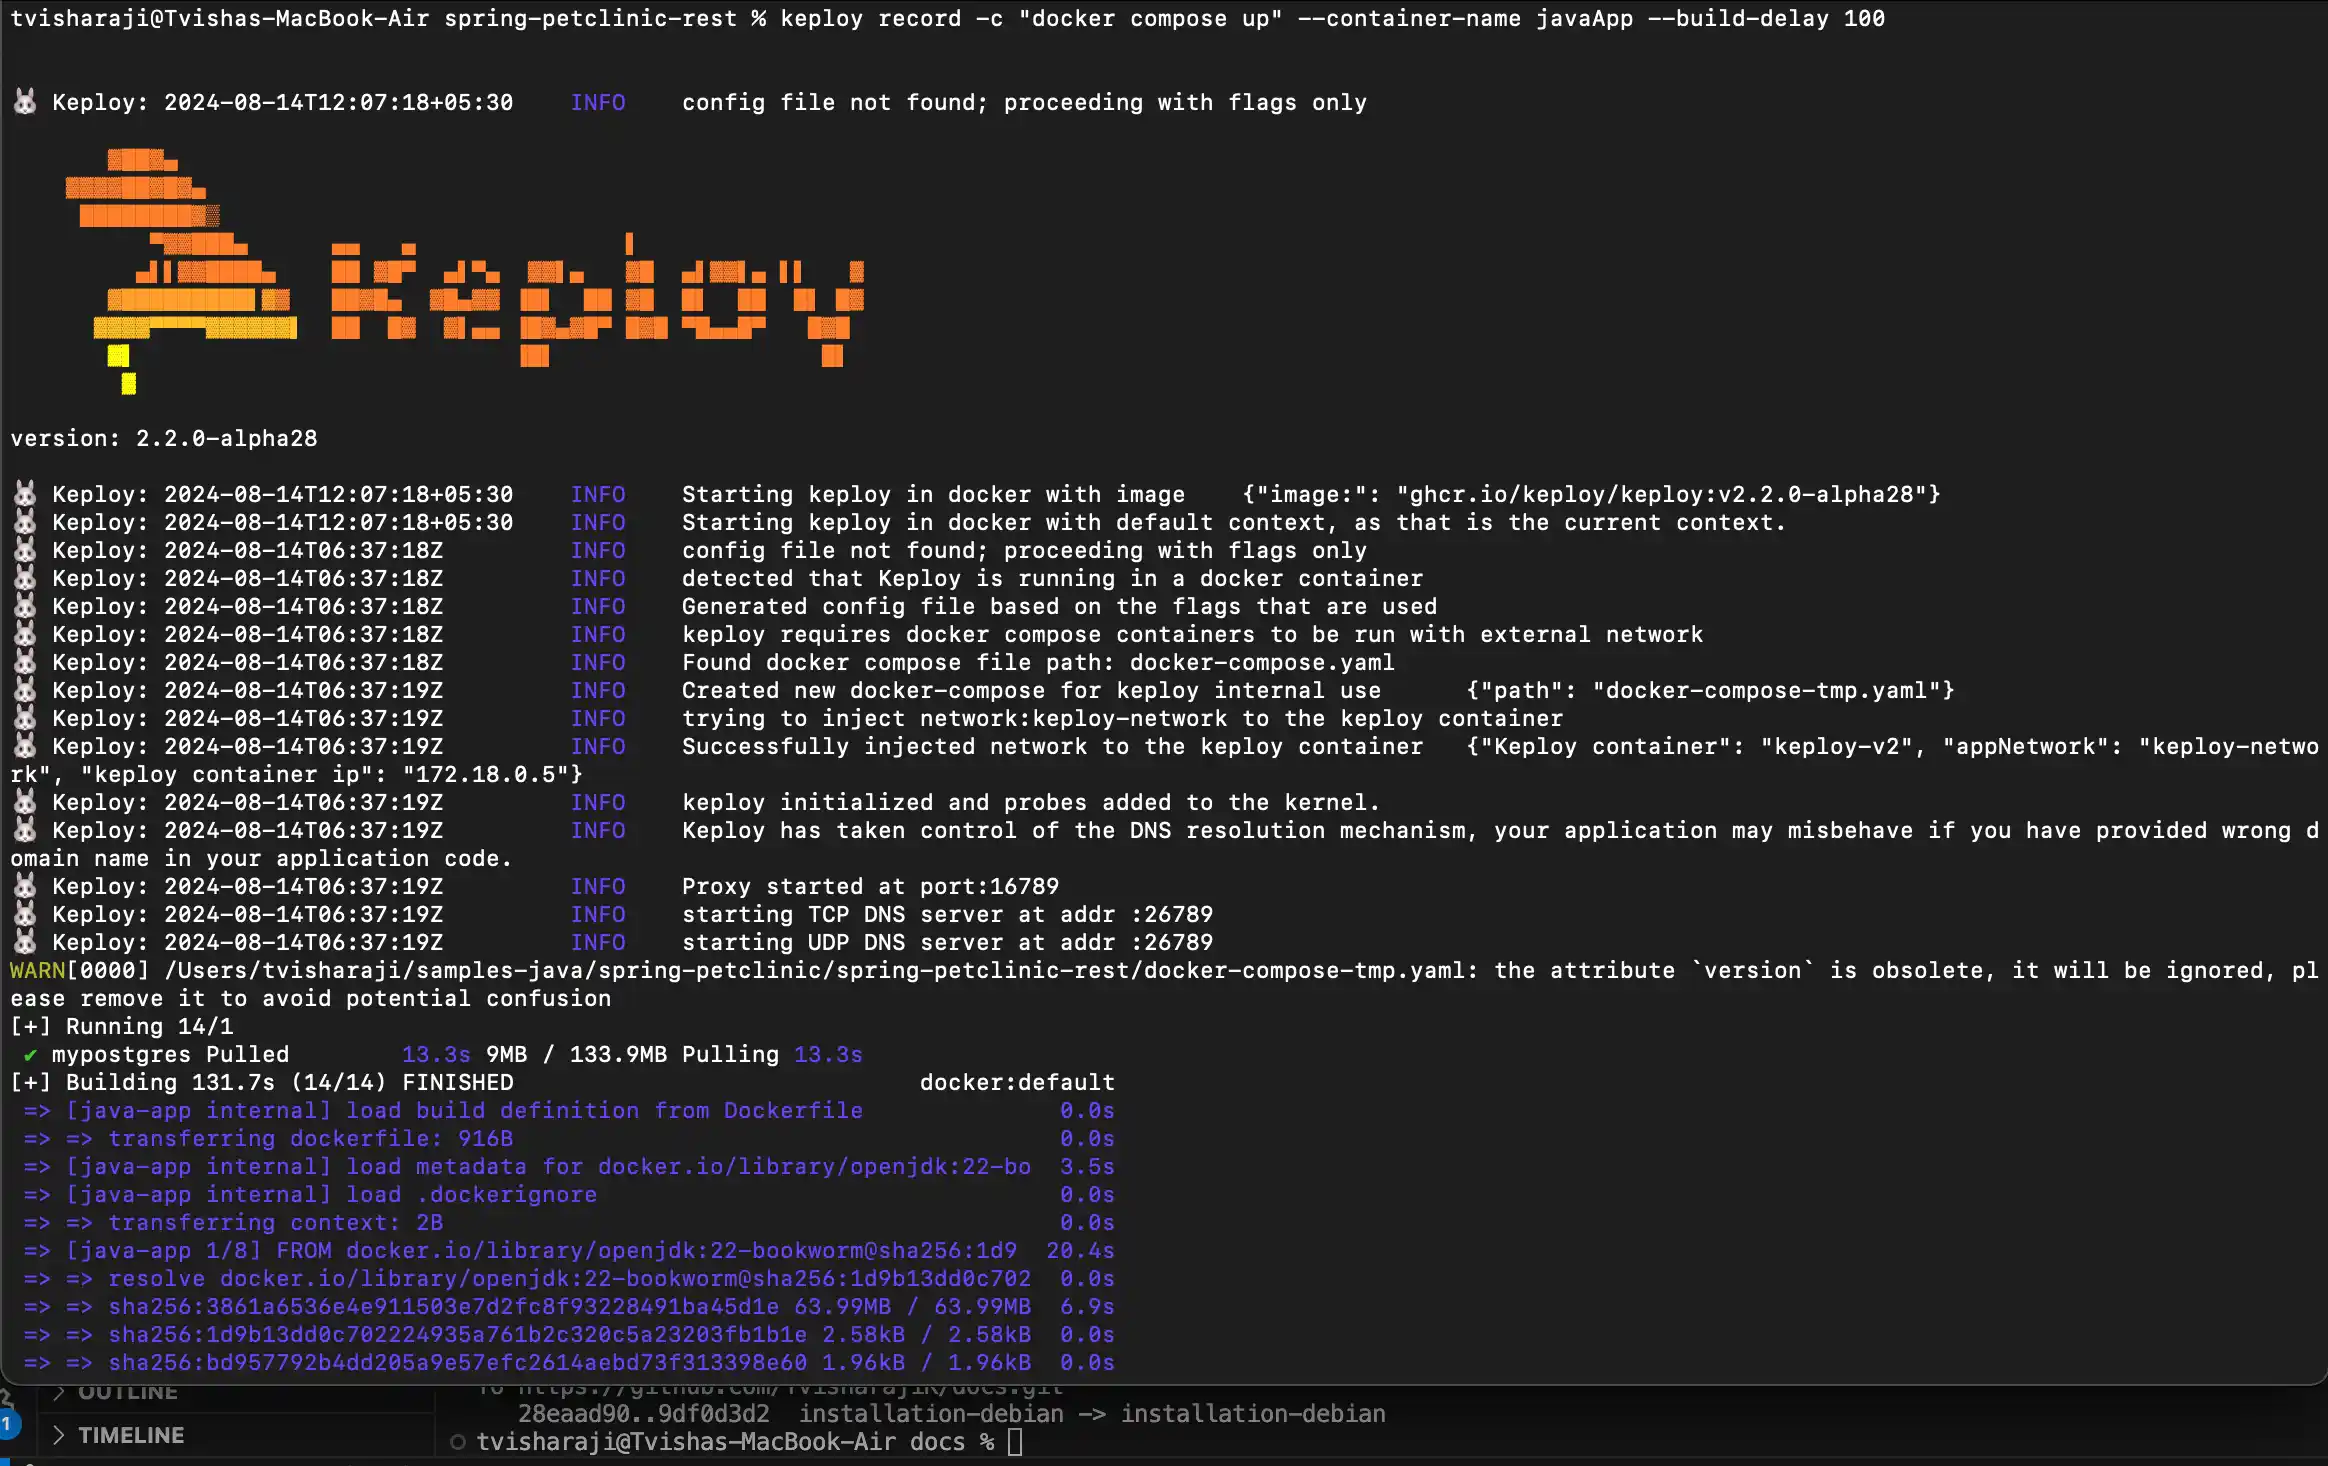 tvisharaji@Tvishas-MacBook-Air spring-petclinic-rest % keploy record -c "docker compose up" --container-name javaApp --build-delay 100
Keploy: 2024-08-14T12:07:18+05:30 INFO config file not found; proceeding with flags only
Keploy
version: 2.2.0-alpha28
Keploy: 2024-08-14T12:07:18+05:30 INFO Starting keploy in docker with image {"image:": "ghcr.io/keploy/keploy:v2.2.0-alpha28"}
Keploy: 2024-08-14T12:07:18+05:30 INFO Starting keploy in docker with default context, as that is the current context.
Keploy: 2024-08-14T06:37:18Z INFO config file not found; proceeding with flags only
Keploy: 2024-08-14T06:37:18Z INFO detected that Keploy is running in a docker container
Keploy: 2024-08-14T06:37:18Z INFO Generated config file based on the flags that are used
Keploy: 2024-08-14T06:37:18Z INFO keploy requires docker compose containers to be run with external network
Keploy: 2024-08-14T06:37:18Z INFO Found docker compose file path: docker-compose.yaml
Keploy: 2024-08-14T06:37:19Z INFO Created new docker-compose for keploy internal use {"path": "docker-compose-tmp.yaml"}
Keploy: 2024-08-14T06:37:19Z INFO trying to inject network:keploy-network to the keploy container
Keploy: 2024-08-14T06:37:19Z INFO Successfully injected network to the keploy container {"Keploy container": "keploy-v2", "appNetwork": "keploy-netwo
rk", "keploy container ip": "172.18.0.5"}
Keploy: 2024-08-14T06:37:19Z INFO keploy initialized and probes added to the kernel.
Keploy: 2024-08-14T06:37:19Z INFO Keploy has taken control of the DNS resolution mechanism, your application may misbehave if you have provided wrong d
omain name in your application code.
Keploy: 2024-08-14T06:37:19Z INFO Proxy started at port:16789
Keploy: 2024-08-14T06:37:19Z INFO starting TCP DNS server at addr :26789
Keploy: 2024-08-14T06:37:19Z INFO starting UDP DNS server at addr :26789
WARN[0000] /Users/tvisharaji/samples-java/spring-petclinic/spring-petclinic-rest/docker-compose-tmp.yaml: the attribute `version` is obsolete, it will be ignored, pl
ease remove it to avoid potential confusion
[+] Running 14/1
✔ mypostgres Pulled 13.3s 9MB / 133.9MB Pulling 13.3s
[+] Building 131.7s (14/14) FINISHED docker:default
=> [java-app internal] load build definition from Dockerfile 0.0s
=> => transferring dockerfile: 916B 0.0s
=> [java-app internal] load metadata for docker.io/library/openjdk:22-bo 3.5s
=> [java-app internal] load .dockerignore 0.0s
=> => transferring context: 2B 0.0s
=> [java-app 1/8] FROM docker.io/library/openjdk:22-bookworm@sha256:1d9 20.4s
=> => resolve docker.io/library/openjdk:22-bookworm@sha256:1d9b13dd0c702 0.0s
=> => sha256:3861a6536e4e911503e7d2fc8f93228491ba45d1e 63.99MB / 63.99MB 6.9s
=> => sha256:1d9b13dd0c702224935a761b2c320c5a23203fb1b1e 2.58kB / 2.58kB 0.0s
=> => sha256:bd957792b4dd205a9e57efc2614aebd73f313398e60 1.96kB / 1.96kB 0.0s
OUTLINE
To https://github.com/TvisharajiK/docs.git
28eaad90..9df0d3d2 installation-debian -> installation-debian
1
TIMELINE
tvisharaji@Tvishas-MacBook-Air docs %